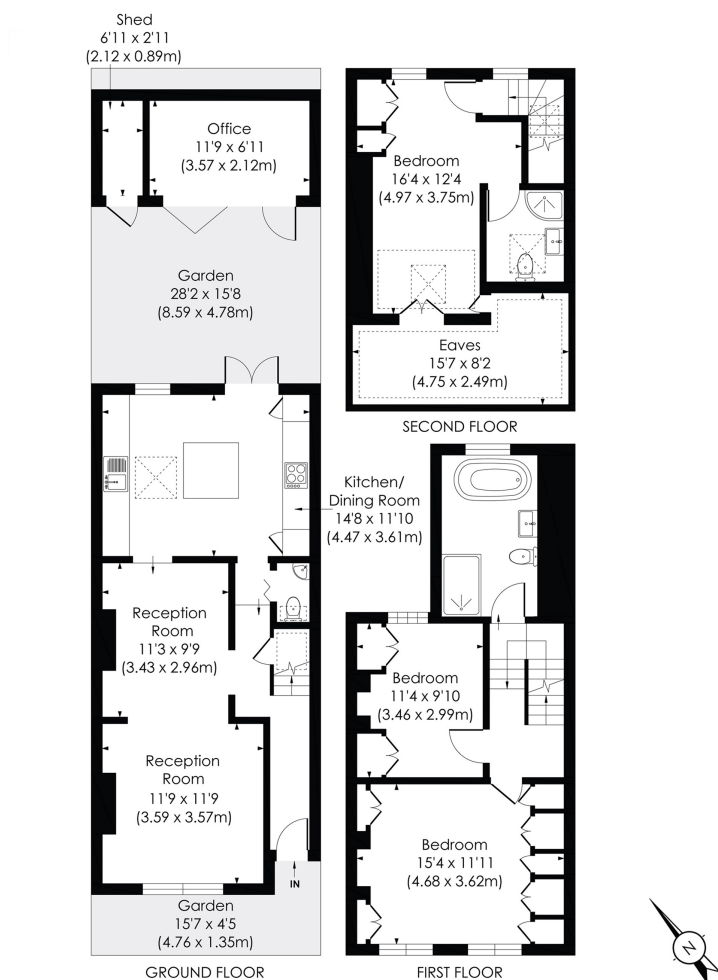 Shed
6'11 x 2'11
(2.12 x 0.89m)
Office
11'9 x 6'11
(3.57 x 2.12m)
Garden
28'2 x 15'8
(8.59 x 4.78m)
Kitchen/
Dining Room
14'8 x 11'10
(4.47 x 3.61m)
Reception
Room
11'3 x 9'9
(3.43 x 2.96m)
Reception
Room
11'9 x 11'9
(3.59 x 3.57m)
IN
Garden
15'7 x 4'5
(4.76 x 1.35m)
GROUND FLOOR
Bedroom
16'4 x 12'4
(4.97 x 3.75m)
Eaves
15'7 x 8'2
(4.75 x 2.49m)
SECOND FLOOR
Bedroom
11'4 x 9'10
(3.46 x 2.99m)
Bedroom
15'4 x 11'11
(4.68 x 3.62m)
FIRST FLOOR
N